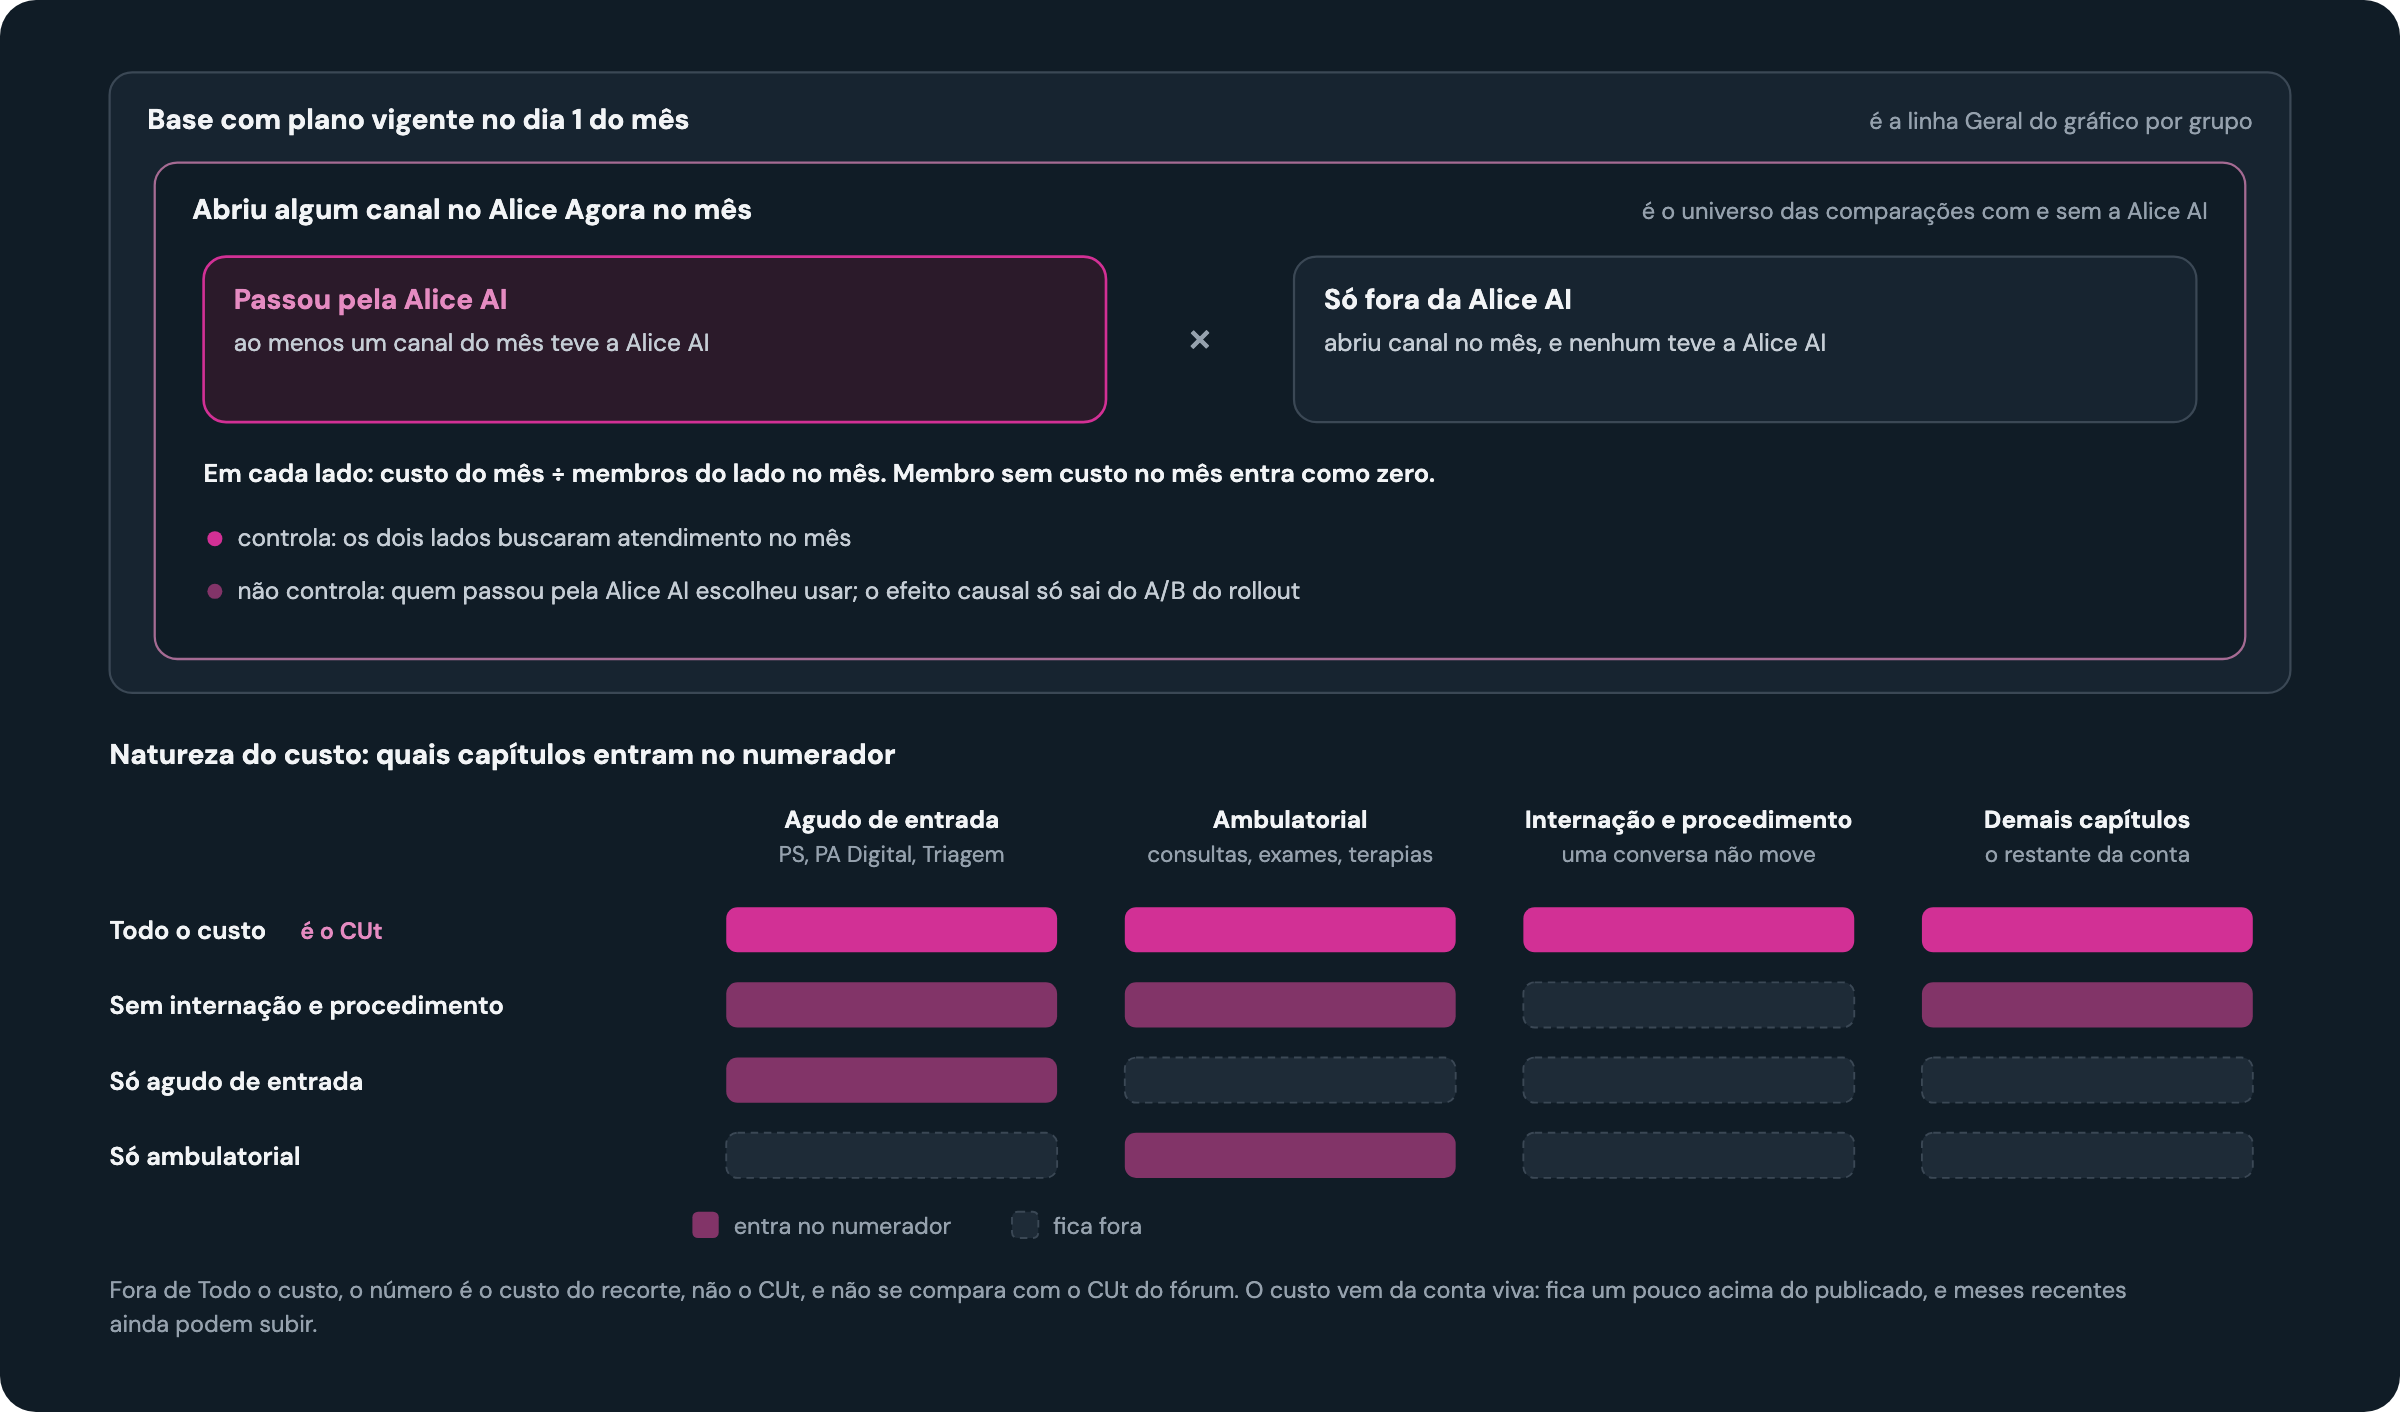 Base com plano vigente no dia 1 do mês
é a linha Geral do gráfico por grupo
Abriu algum canal no Alice Agora no mês
é o universo das comparações com e sem a Alice AI
Passou pela Alice AI
ao menos um canal do mês teve a Alice AI
×
Só fora da Alice AI
abriu canal no mês, e nenhum teve a Alice AI
Em cada lado: custo do mês ÷ membros do lado no mês. Membro sem custo no mês entra como zero.
controla: os dois lados buscaram atendimento no mês
não controla: quem passou pela Alice AI escolheu usar; o efeito causal só sai do A/B do rollout
Natureza do custo: quais capítulos entram no numerador
Agudo de entrada
PS, PA Digital, Triagem
Ambulatorial
consultas, exames, terapias
Internação e procedimento
uma conversa não move
Demais capítulos
o restante da conta
Todo o custo é o CUt
Sem internação e procedimento
Só agudo de entrada
Só ambulatorial
entra no numerador
fica fora
Fora de Todo o custo, o número é o custo do recorte, não o CUt, e não se compara com o CUt do fórum. O custo vem da conta viva: fica um pouco acima do publicado, e meses recentes
ainda podem subir.